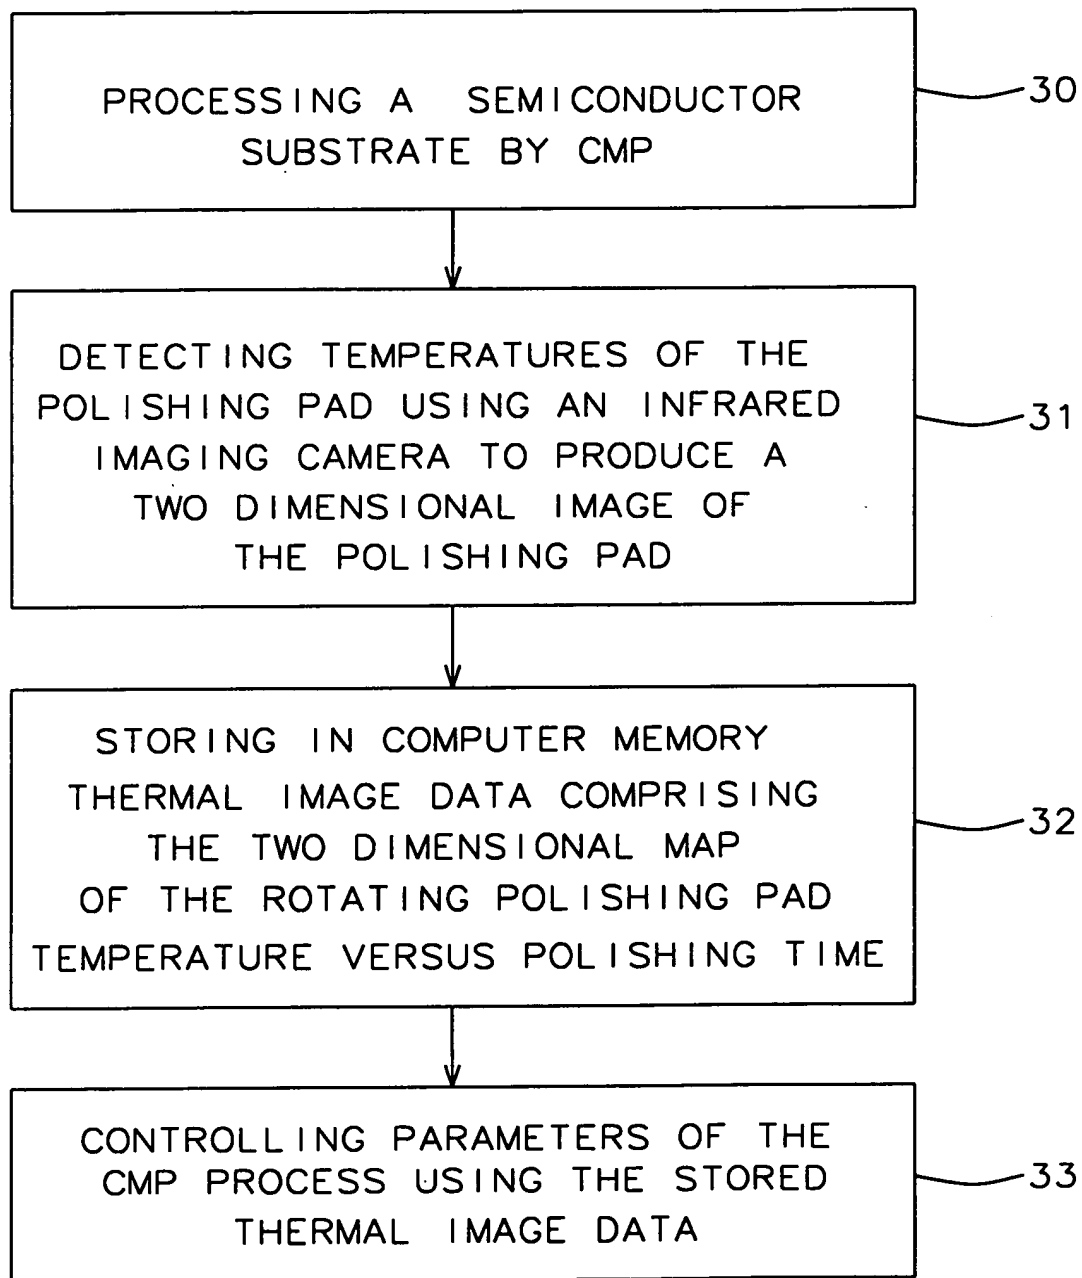 PROCESSING A SEMICONDUCTOR
SUBSTRATE BY CMP
30
DETECTING TEMPERATURES OF THE
POLISHING PAD USING AN INFRARED
IMAGING CAMERA TO PRODUCE A
TWO DIMENSIONAL IMAGE OF
THE POLISHING PAD
31
STORING IN COMPUTER MEMORY
THERMAL IMAGE DATA COMPRISING
THE TWO DIMENSIONAL MAP
OF THE ROTATING POLISHING PAD
TEMPERATURE VERSUS POLISHING TIME
32
CONTROLLING PARAMETERS OF THE
CMP PROCESS USING THE STORED
THERMAL IMAGE DATA
33